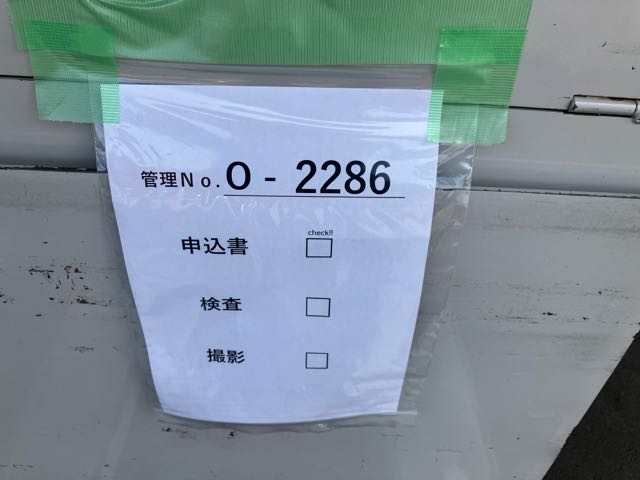 管理No. O - 2286
check!!
申込書 □
検査 □
撮影 □